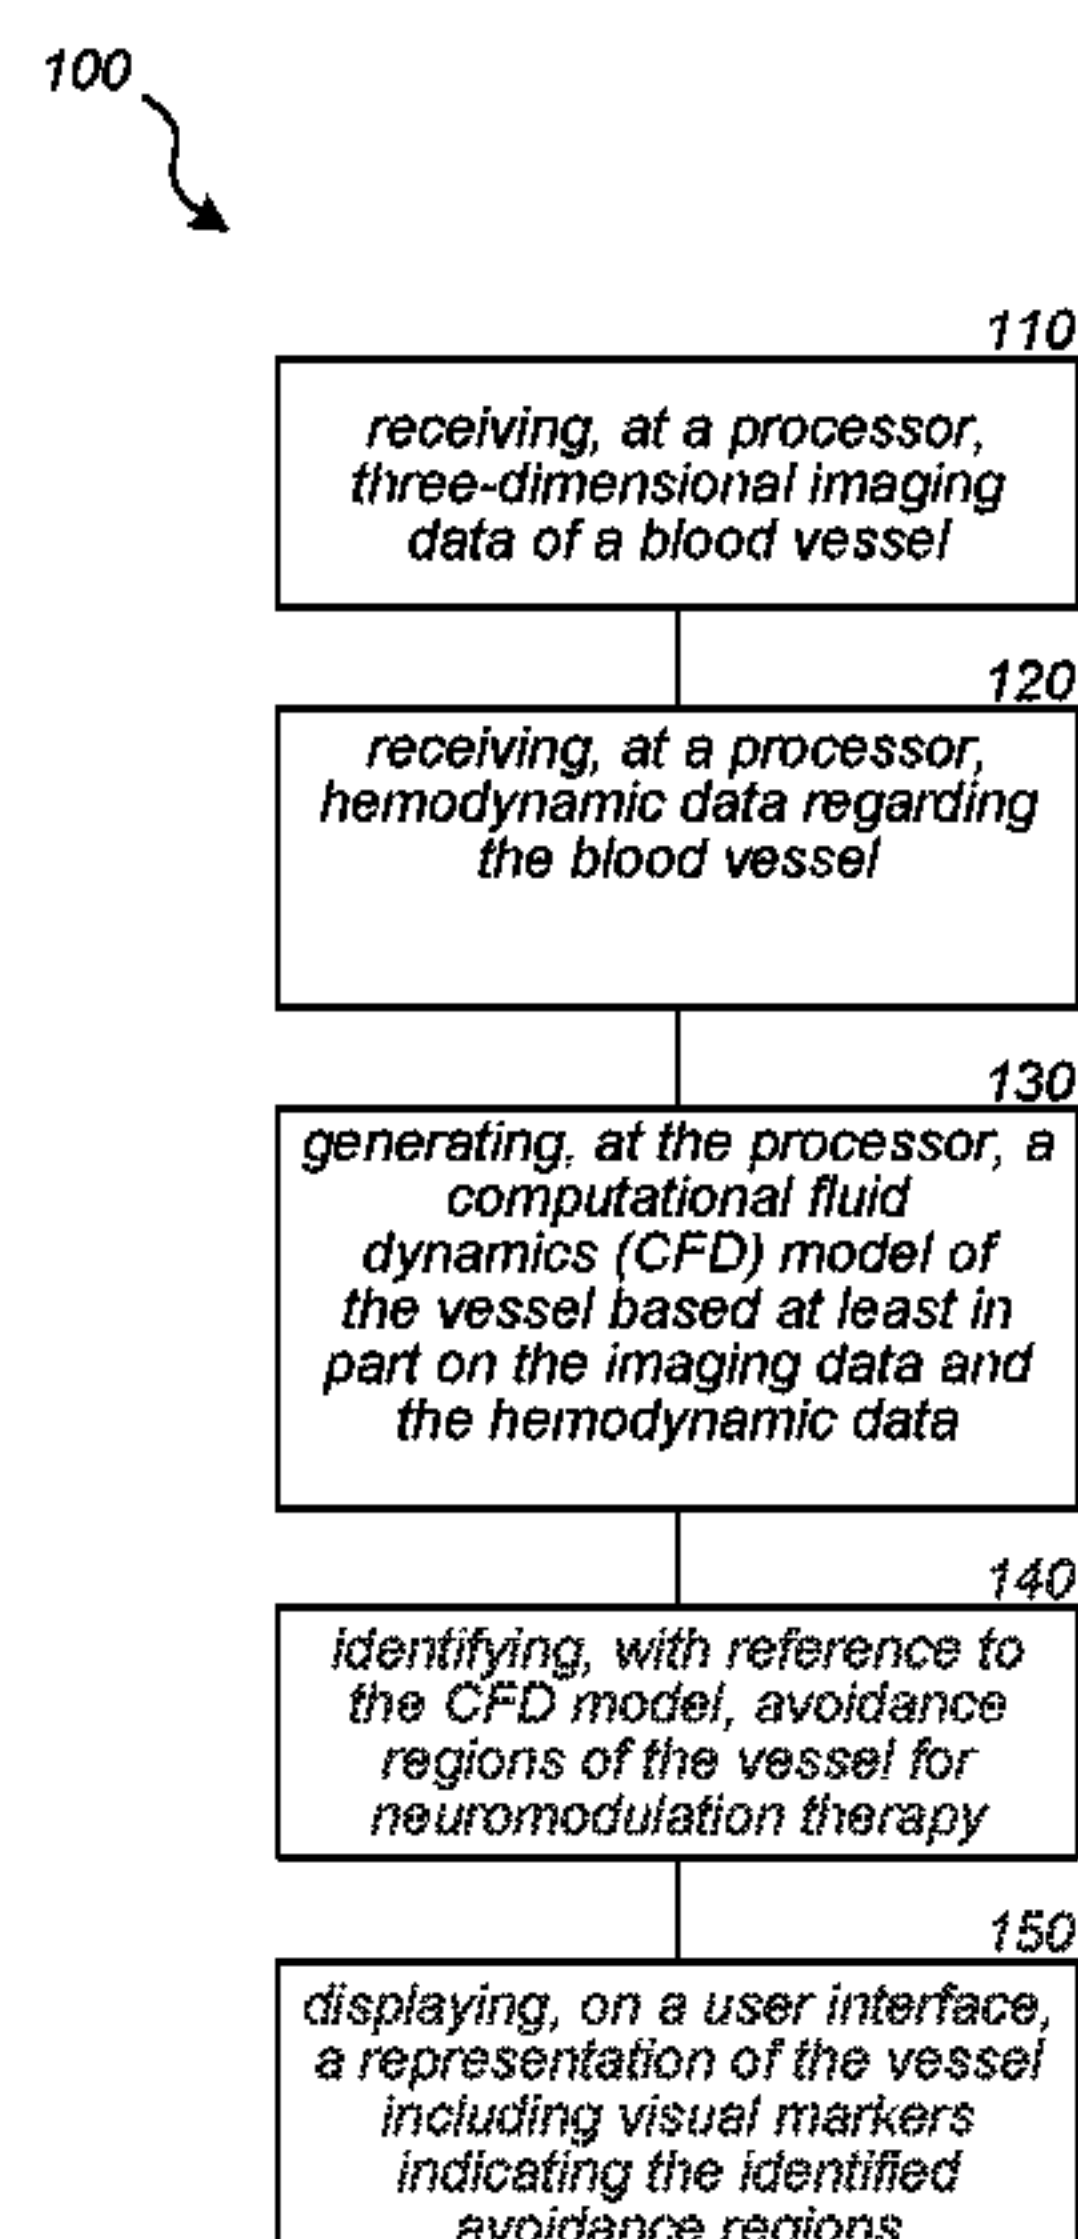 100
110
receiving, at a processor,
three-dimensional imaging
data of a blood vessel
120
receiving, at a processor,
hemodynamic data regarding
the blood vessel
130
generating, at the processor, a
computational fluid
dynamics (CFD) model of
the vessel based at least in
part on the imaging data and
the hemodynamic data
140
identifying, with reference to
the CFD model, avoidance
regions of the vessel for
neuromodulation therapy
150
displaying, on a user interface,
a representation of the vessel
including visual markers
indicating the identified
avoidance regions